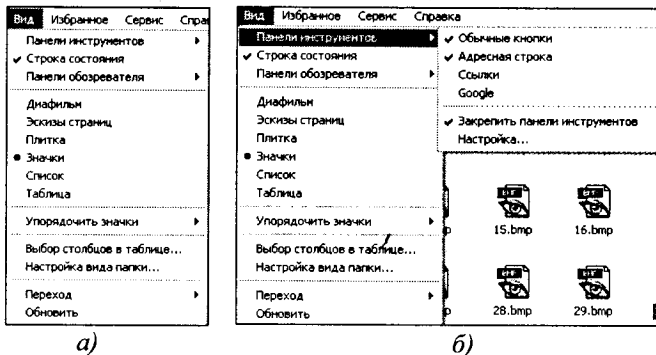 Вид Избранное Сервис Спра
Панели инструментов
Строка состояния
Панели обозревателя
Диафильм
Эскизы страниц
Плитка
Значки
Список
Таблица
Упорядочить значки
Выбор столбцов в таблице...
Настройка вида папки...
Переход
Обновить
а)
Вид Избранное Сервис Справка
Панели инструментов
Строка состояния
Панели обозревателя
Диафильм
Эскизы страниц
Плитка
Значки
Список
Таблица
Упорядочить значки
Выбор столбцов в таблице...
Настройка вида папки...
Переход
Обновить
Обычные кнопки
Адресная строка
Ссылки
Google
Закрепить панели инструментов
Настройка...
15.bmp 16.bmp
28.bmp 29.bmp
б)